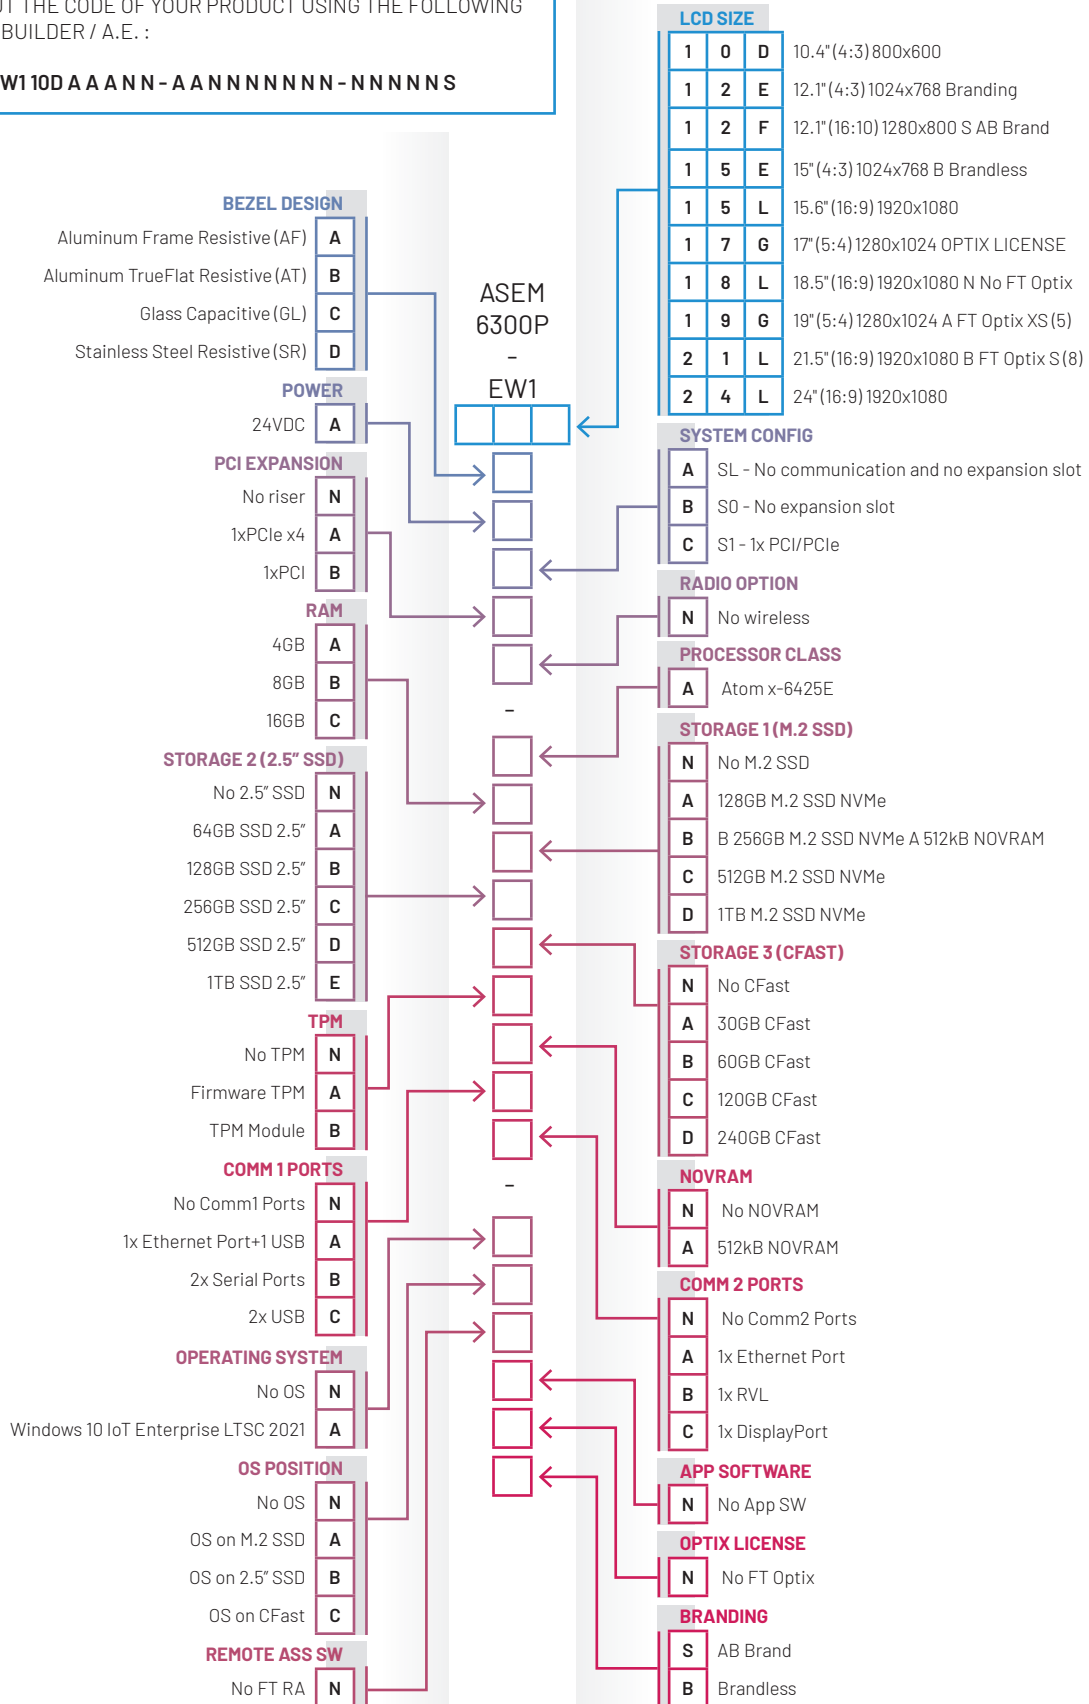 UT THE CODE OF YOUR PRODUCT USING THE FOLLOWING
BUILDER / A.E. :
W1 10D A A A N N - A A N N N N N N N - N N N N N S
BEZEL DESIGN
Aluminum Frame Resistive (AF) A
Aluminum TrueFlat Resistive (AT) B
Glass Capacitive (GL) C
Stainless Steel Resistive (SR) D
POWER
24VDC A
PCI EXPANSION
No riser N
1xPCIe x4 A
1xPCI B
RAM
4GB A
8GB B
16GB C
STORAGE 2 (2.5” SSD)
No 2.5” SSD N
64GB SSD 2.5” A
128GB SSD 2.5” B
256GB SSD 2.5” C
512GB SSD 2.5” D
1TB SSD 2.5” E
TPM
No TPM N
Firmware TPM A
TPM Module B
COMM 1 PORTS
No Comm1 Ports N
1x Ethernet Port+1 USB A
2x Serial Ports B
2x USB C
OPERATING SYSTEM
No OS N
Windows 10 IoT Enterprise LTSC 2021 A
OS POSITION
No OS N
OS on M.2 SSD A
OS on 2.5” SSD B
OS on CFast C
REMOTE ASS SW
No FT RA N
ASEM
6300P
-
EW1
-
-
LCD SIZE
1 0 D 10.4" (4:3) 800x600
1 2 E 12.1" (4:3) 1024x768 Branding
1 2 F 12.1" (16:10) 1280x800 S AB Brand
1 5 E 15" (4:3) 1024x768 B Brandless
1 5 L 15.6" (16:9) 1920x1080
1 7 G 17" (5:4) 1280x1024 OPTIX LICENSE
1 8 L 18.5" (16:9) 1920x1080 N No FT Optix
1 9 G 19" (5:4) 1280x1024 A FT Optix XS (5)
2 1 L 21.5" (16:9) 1920x1080 B FT Optix S (8)
2 4 L 24" (16:9) 1920x1080
SYSTEM CONFIG
A SL - No communication and no expansion slot
B S0 - No expansion slot
C S1 - 1x PCI/PCIe
RADIO OPTION
N No wireless
PROCESSOR CLASS
A Atom x-6425E
STORAGE 1 (M.2 SSD)
N No M.2 SSD
A 128GB M.2 SSD NVMe
B B 256GB M.2 SSD NVMe A 512kB NOVRAM
C 512GB M.2 SSD NVMe
D 1TB M.2 SSD NVMe
STORAGE 3 (CFAST)
N No CFast
A 30GB CFast
B 60GB CFast
C 120GB CFast
D 240GB CFast
NOVRAM
N No NOVRAM
A 512kB NOVRAM
COMM 2 PORTS
N No Comm2 Ports
A 1x Ethernet Port
B 1x RVL
C 1x DisplayPort
APP SOFTWARE
N No App SW
OPTIX LICENSE
N No FT Optix
BRANDING
S AB Brand
B Brandless